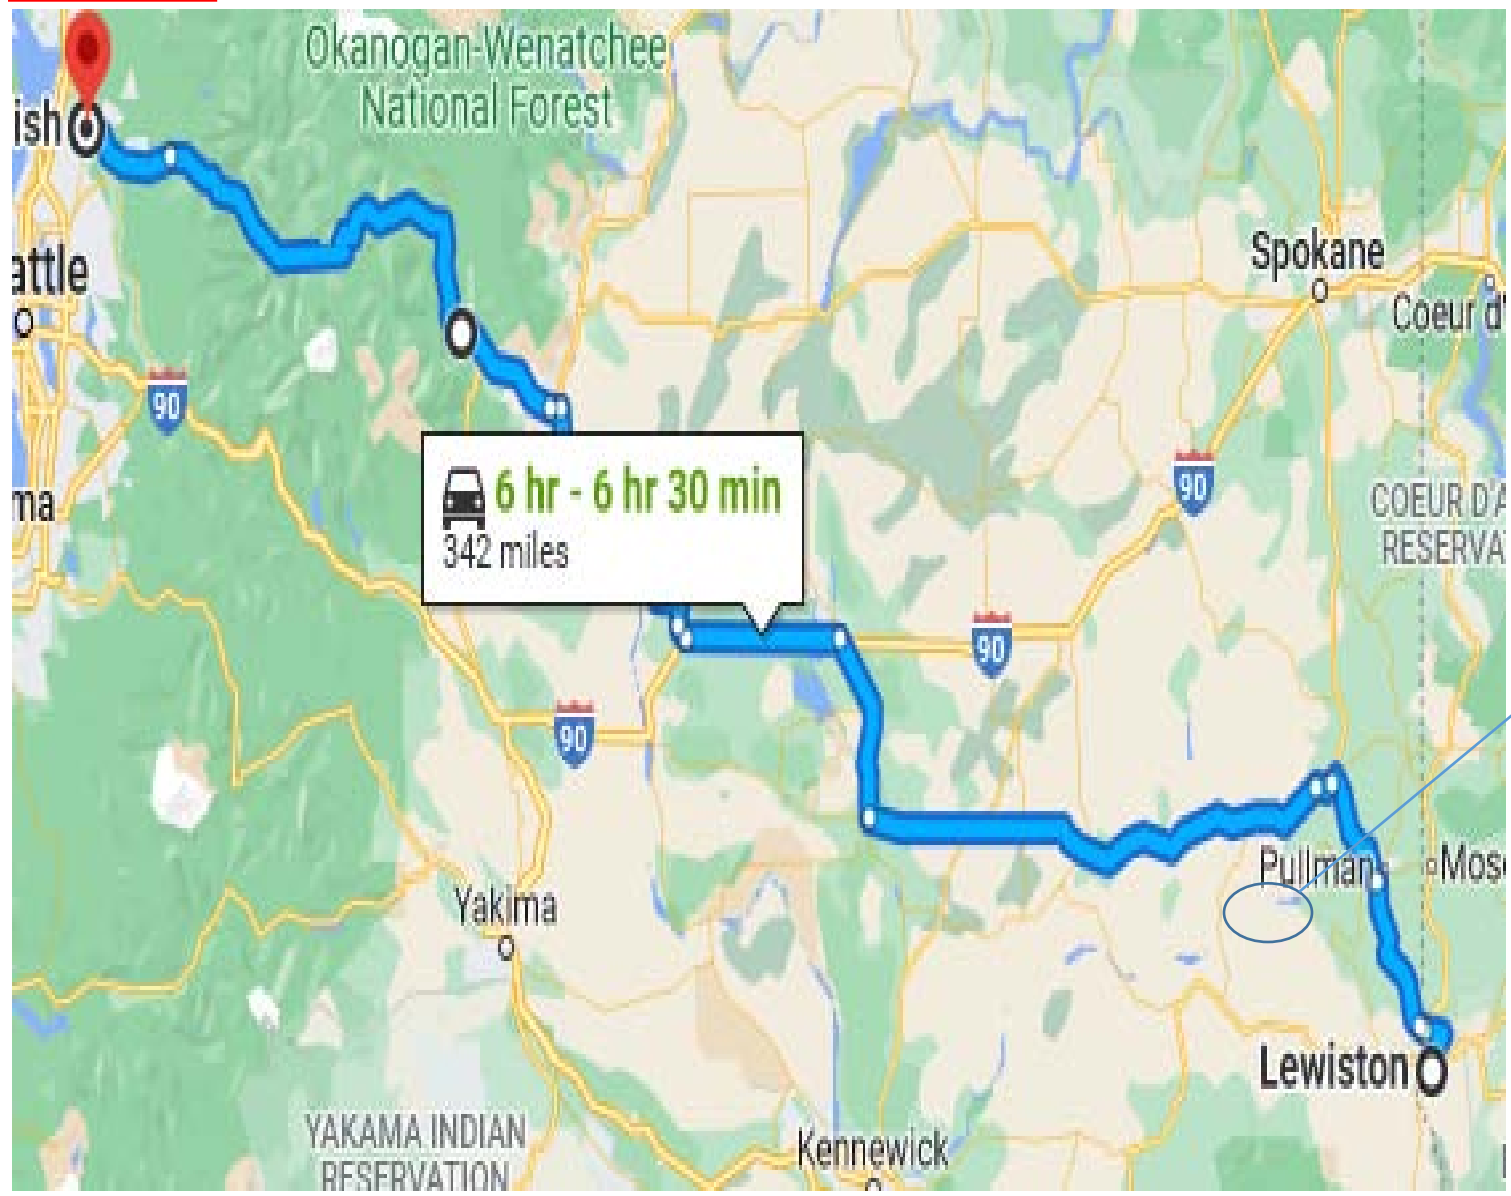 Okanogan-Wenatchee
National Forest
ish
Spokane
attle
Coeur d'
90
6 hr - 6 hr 30 min
342 miles
90
COEUR D'A
RESERVA
ma
90
90
Pullman
Mosc
Yakima
Lewiston
YAKAMA INDIAN
RESERVATION
Kennewick